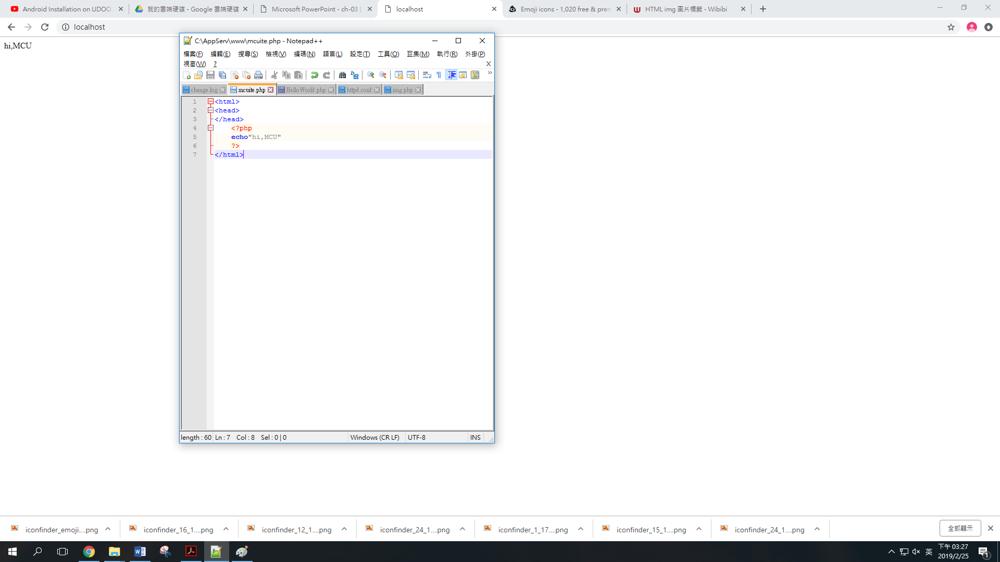 Android Installation on UDOO
我的雲端硬碟 - Google 雲端硬碟
Microsoft PowerPoint - ch-03
localhost
Emoji icons - 1,020 free & prem
HTML img 圖片標籤 - Wibibi
localhost
hi,MCU
C:\AppServ\www\mcuite.php - Notepad++
檔案(F) 編輯(E) 搜尋(S) 檢視(V) 編碼(N) 語言(L) 設定(T) 工具(O) 巨集(M) 執行(R) 外掛(P)
視窗(W) ? X
change.log mcuite.php HelloWorld.php httpd.conf img.php
1 <html>
2 <head>
3 </head>
4 <?php
5 echo"hi,MCU"
6 ?>
7 </html>
length : 60 Ln : 7 Col : 8 Sel : 0 | 0 Windows (CR LF) UTF-8 INS
iconfinder_emoji....png
iconfinder_16_1....png
iconfinder_12_1....png
iconfinder_24_1....png
iconfinder_1_17....png
iconfinder_15_1....png
iconfinder_24_1....png
全部顯示
英
下午 03:27
2019/2/25
1